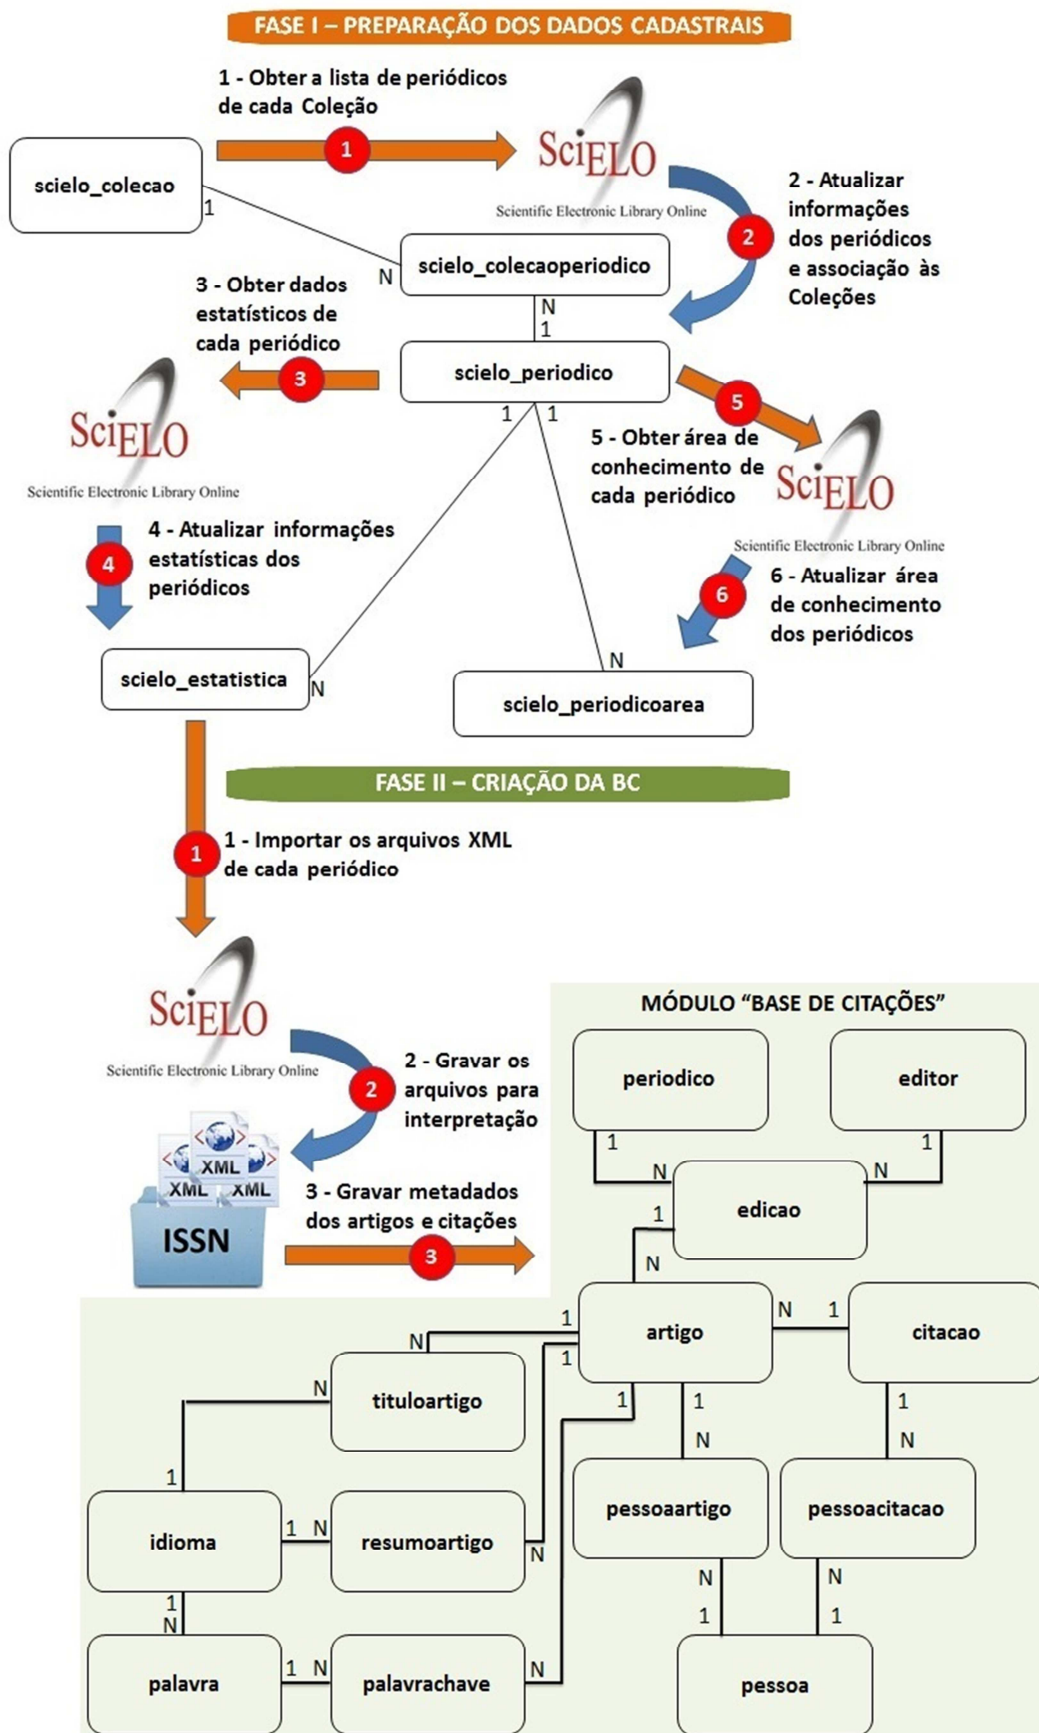 FASE I – PREPARAÇÃO DOS DADOS CADASTRAIS
1 - Obter a lista de periódicos
de cada Coleção
1
SciELO
Scientific Electronic Library Online
scielo_colecao
1
2 - Atualizar
informações
dos periódicos
e associação às
Coleções
2
scielo_colecaoperiodico
N
N
1
3 - Obter dados
estatísticos de
cada periódico
3
scielo_periodico
1
1
5
5 - Obter área de
conhecimento de
cada periódico
SciELO
Scientific Electronic Library Online
SciELO
Scientific Electronic Library Online
4 - Atualizar informações
estatísticas dos
periódicos
4
6
6 - Atualizar área
de conhecimento
dos periódicos
scielo_estatistica
N
N
scielo_periodicoarea
FASE II – CRIAÇÃO DA BC
1
1 - Importar os arquivos XML
de cada periódico
SciELO
Scientific Electronic Library Online
2
2 - Gravar os
arquivos para
interpretação
XML
XML
XML
ISSN
3 - Gravar metadados
dos artigos e citações
3
MÓDULO “BASE DE CITAÇÕES”
periodico
editor
1
1
N
N
edicao
1
N
artigo
N
1
citacao
1
N
1
tituloartigo
N
1
1
1
1
N
N
idioma
1
N
resumoartigo
N
pessoaartigo
pessoacitacao
1
N
N
N
1
1
palavra
1
N
palavrachave
N
pessoa